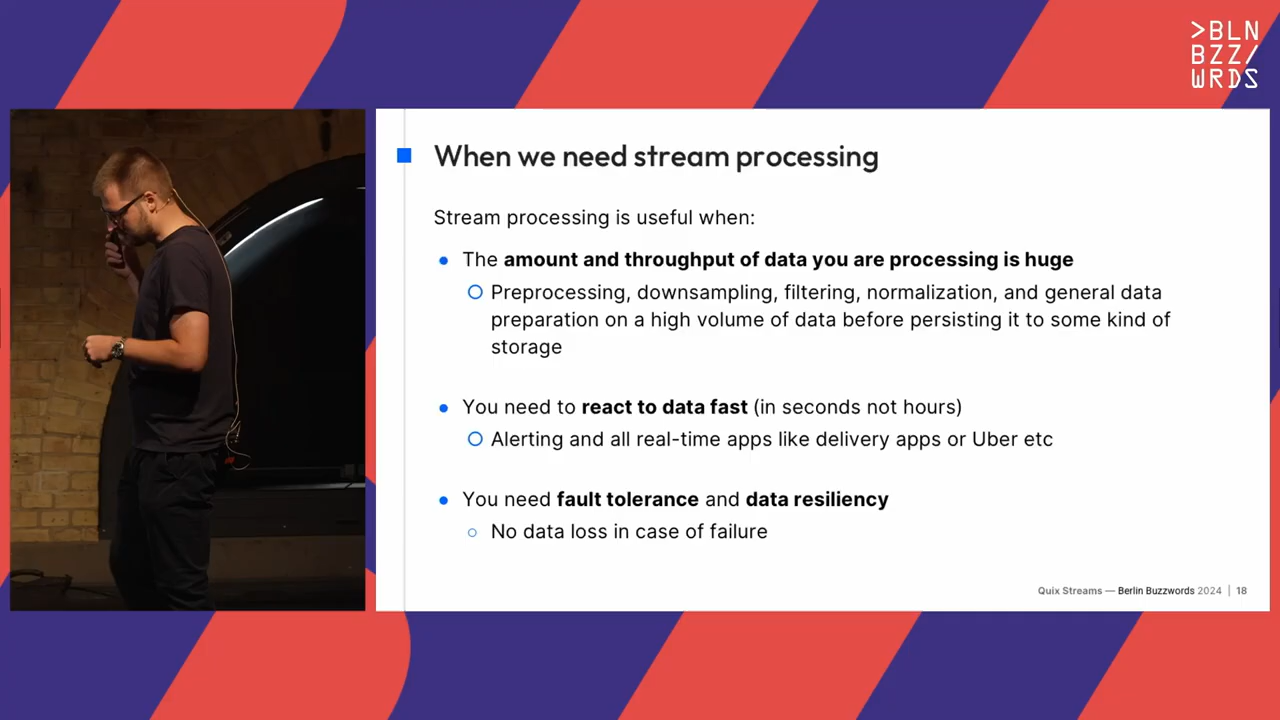 >BLN
BZZ/
WRDS
When we need stream processing
Stream processing is useful when:
The amount and throughput of data you are processing is huge
Preprocessing, downsampling, filtering, normalization, and general data
preparation on a high volume of data before persisting it to some kind of
storage
You need to react to data fast (in seconds not hours)
Alerting and all real-time apps like delivery apps or Uber etc
You need fault tolerance and data resiliency
No data loss in case of failure
Quix Streams — Berlin Buzzwords 2024 | 18